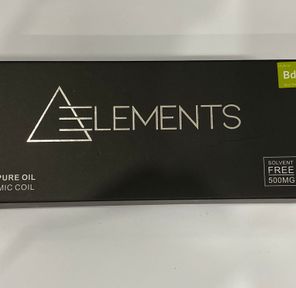 Bd
ELEMENTS
PURE OIL
MIC COIL
SOLVENT
FREE
500MG